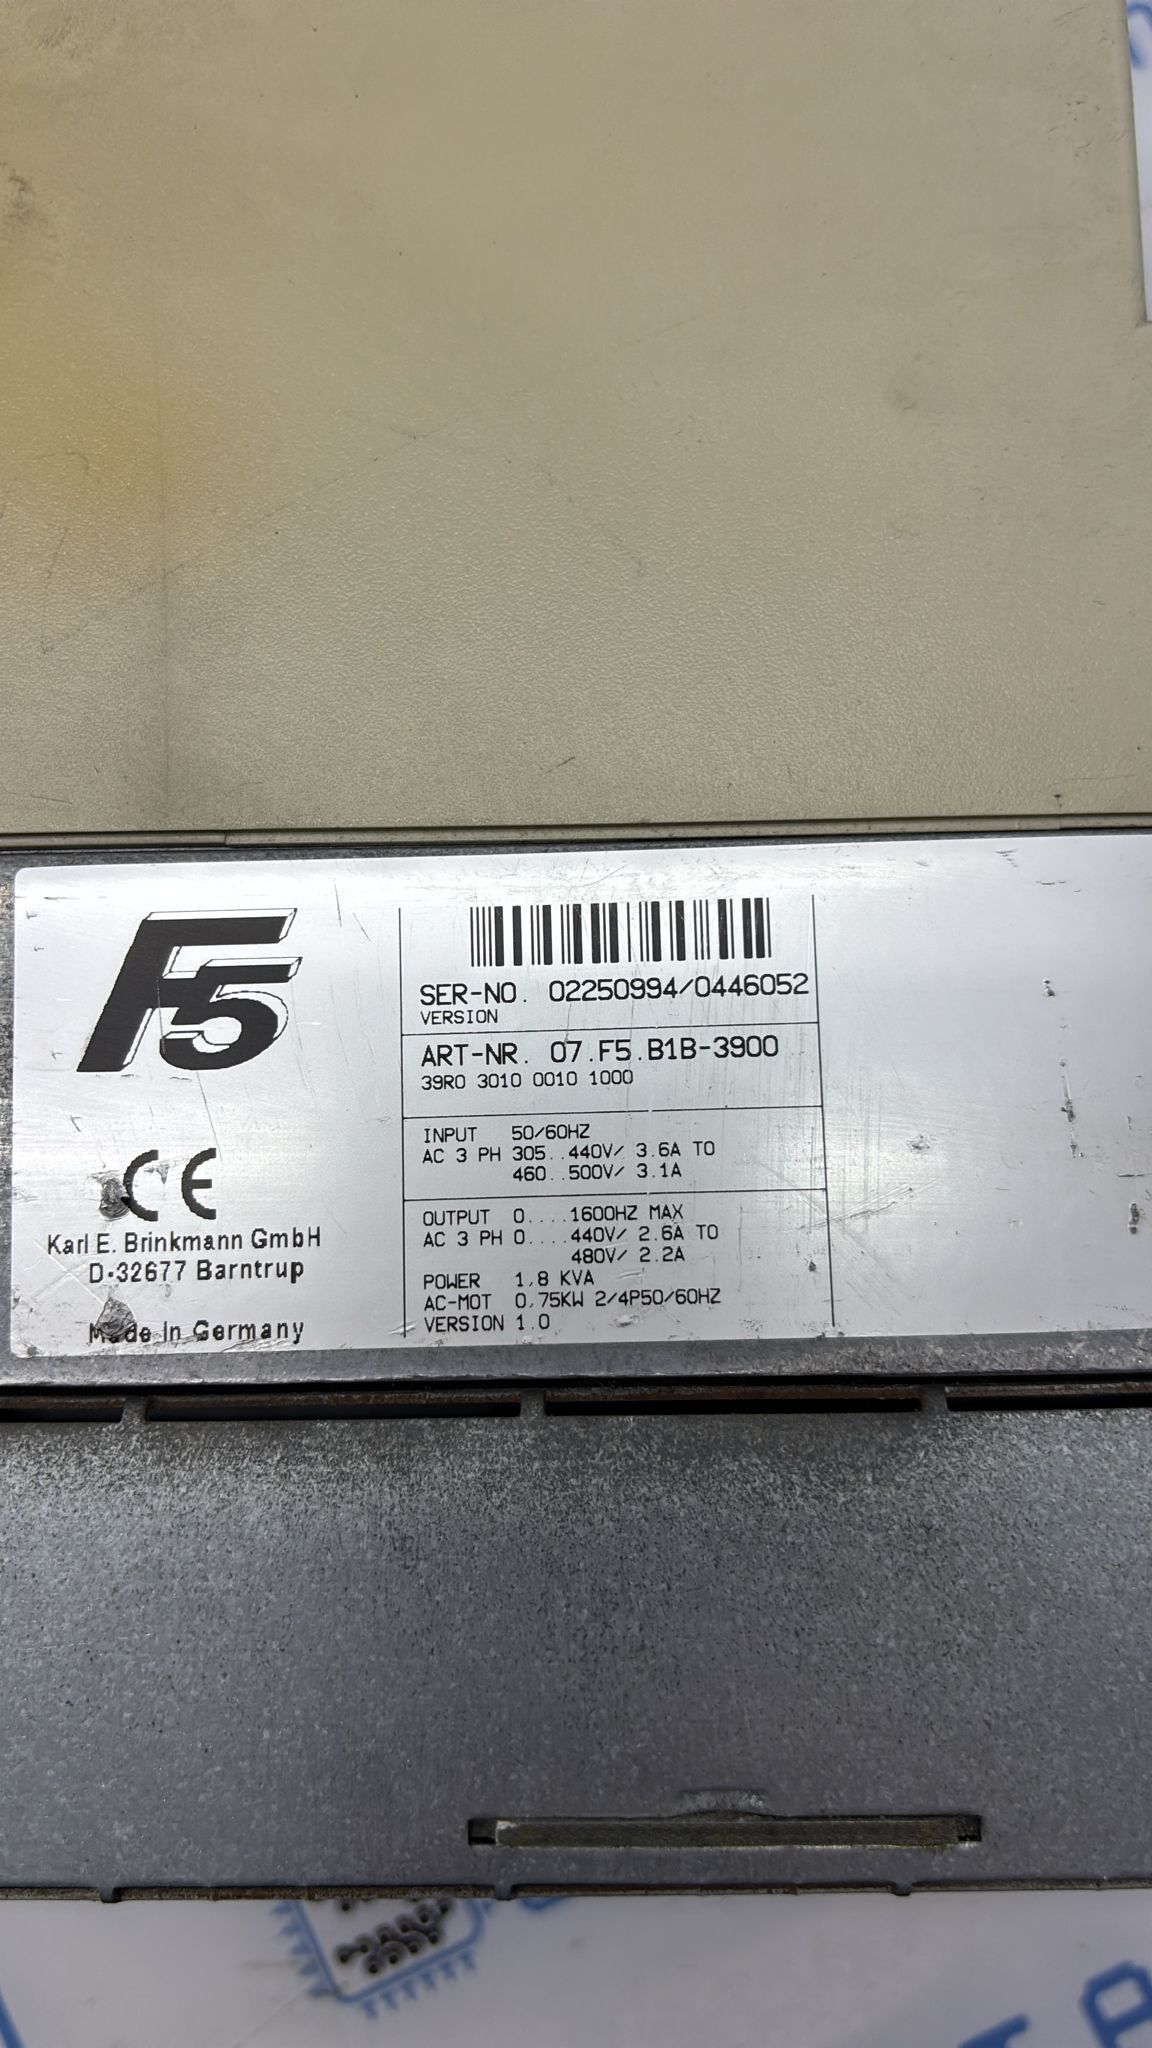 F5
SER-NO. 02250994/0446052
VERSION
ART-NR. 07.F5.B1B-3900
39R0 3010 0010 1000
INPUT 50/60HZ
AC 3 PH 305..440V/ 3.6A TO
460..500V/ 3.1A
OUTPUT 0....1600HZ MAX
AC 3 PH 0....440V/ 2.6A TO
480V/ 2.2A
POWER 1,8 KVA
AC-MOT 0,75KW 2/4P50/60HZ
VERSION 1.0
CE
Karl E. Brinkmann GmbH
D-32677 Barntrup
Made In Germany